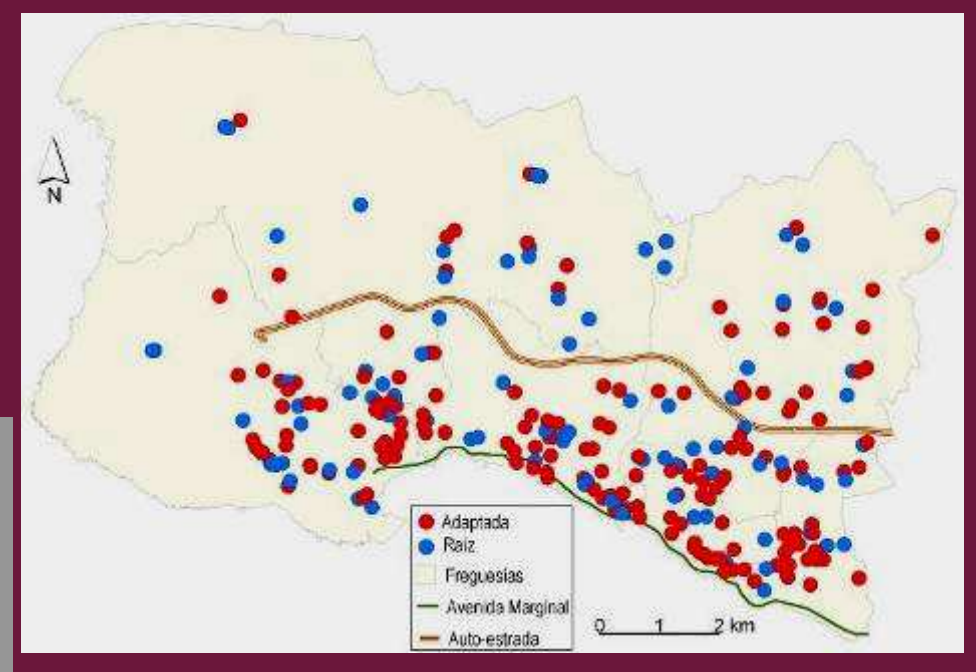 N
Adaptada
Raiz
Freguesias
Avenida Marginal
Auto-estrada
0 1 2 km